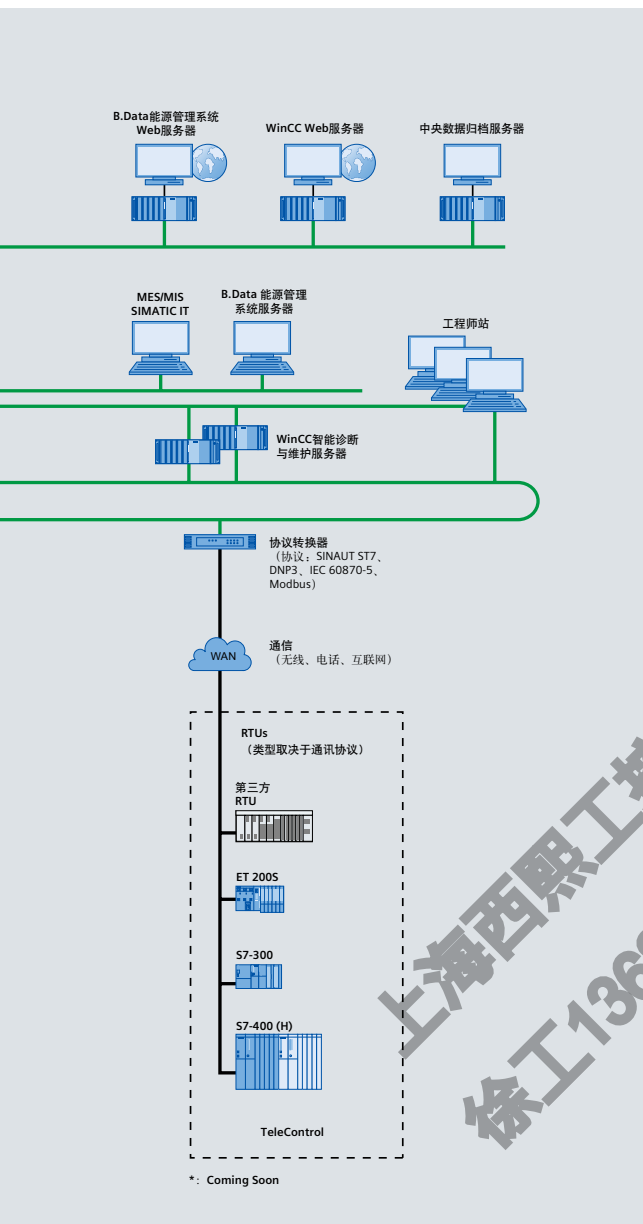 B.Data能源管理系统
Web服务器
WinCC Web服务器
中央数据归档服务器
MES/MIS
SIMATIC IT
B.Data 能源管理
系统服务器
工程师站
WinCC智能诊断
与维护服务器
协议转换器
（协议：SINAUT ST7、
DNP3、IEC 60870-5、
Modbus）
WAN
通信
（无线、电话、互联网）
RTUs
（类型取决于通讯协议）
第三方
RTU
ET 200S
S7-300
S7-400 (H)
TeleControl
*：Coming Soon
上海西熙工控
徐工136